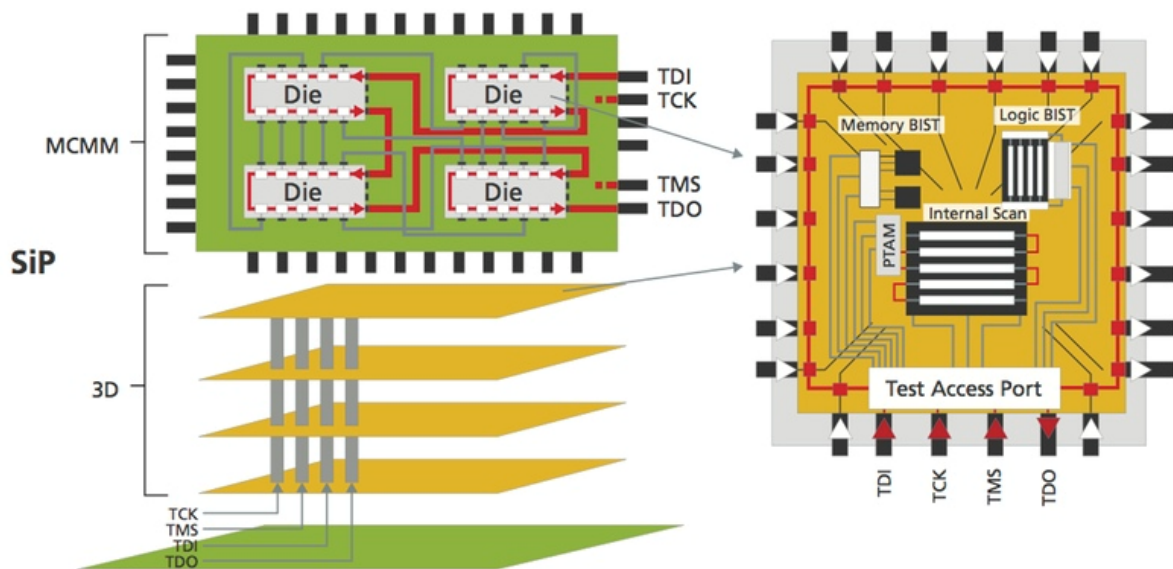 SiP
MCMM
Die
Die
Die
Die
TDI
TCK
TMS
TDO
3D
TCK
TMS
TDI
TDO
Memory BIST
Logic BIST
Internal Scan
PTAM
Test Access Port
TDI
TCK
TMS
TDO